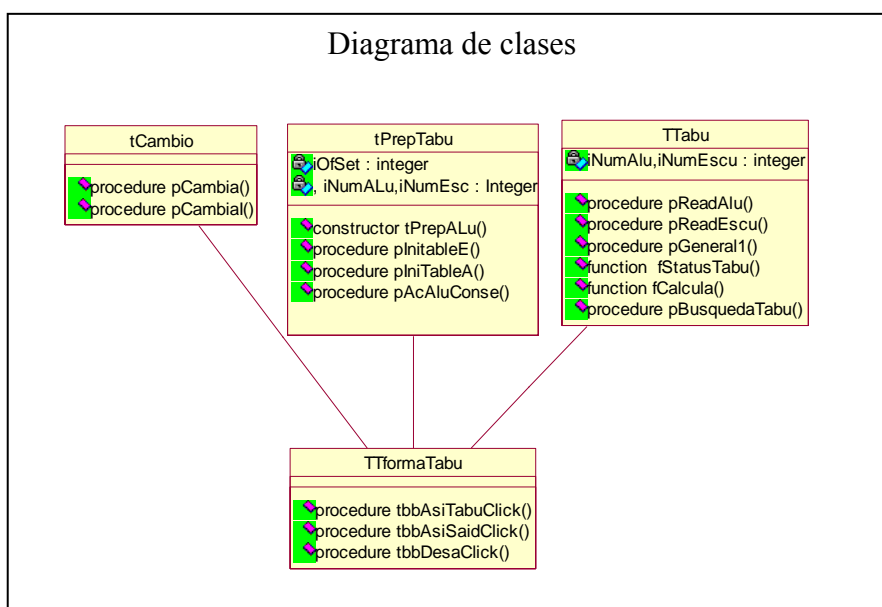 Diagrama de clases
tCambio
procedure pCambia()
procedure pCambiaI()
tPrepTabu
iOfSet : integer
, iNumALu,iNumEsc : Integer
constructor tPrepALu()
procedure pInitableE()
procedure pIniTableA()
procedure pAcAluConse()
TTabu
iNumAlu,iNumEscu : integer
procedure pReadAlu()
procedure pReadEscu()
procedure pGeneral1()
function fStatusTabu()
function fCalcula()
procedure pBusquedaTabu()
TTformaTabu
procedure tbbAsiTabuClick()
procedure tbbAsiSaidClick()
procedure tbbDesaClick()